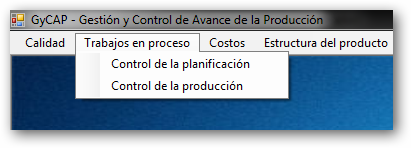 GyCAP - Gestión y Control de Avance de la Producción
Calidad Trabajos en proceso Costos Estructura del producto
Control de la planificación
Control de la producción